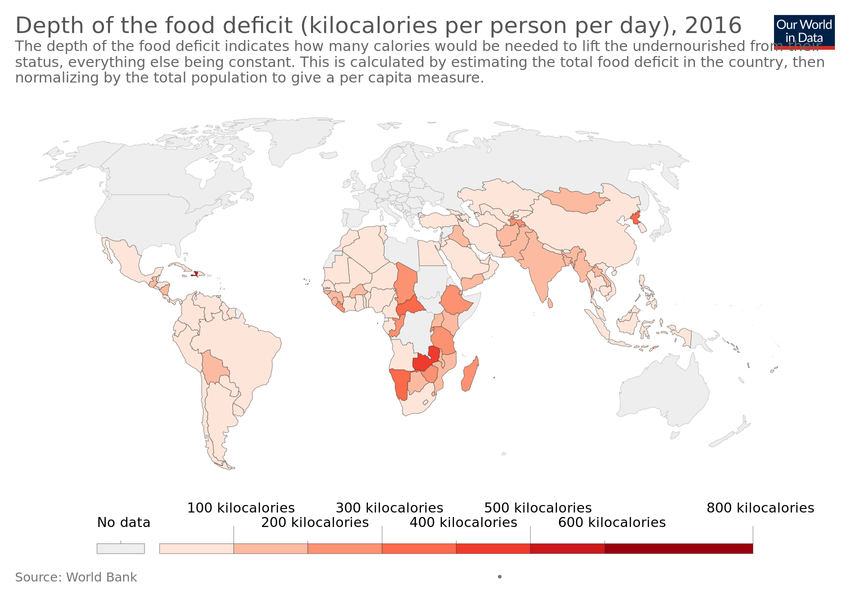 Depth of the food deficit (kilocalories per person per day), 2016
Our World
in Data
The depth of the food deficit indicates how many calories would be needed to lift the undernourished from their
status, everything else being constant. This is calculated by estimating the total food deficit in the country, then
normalizing by the total population to give a per capita measure.
100 kilocalories 300 kilocalories 500 kilocalories 800 kilocalories
No data 200 kilocalories 400 kilocalories 600 kilocalories
Source: World Bank